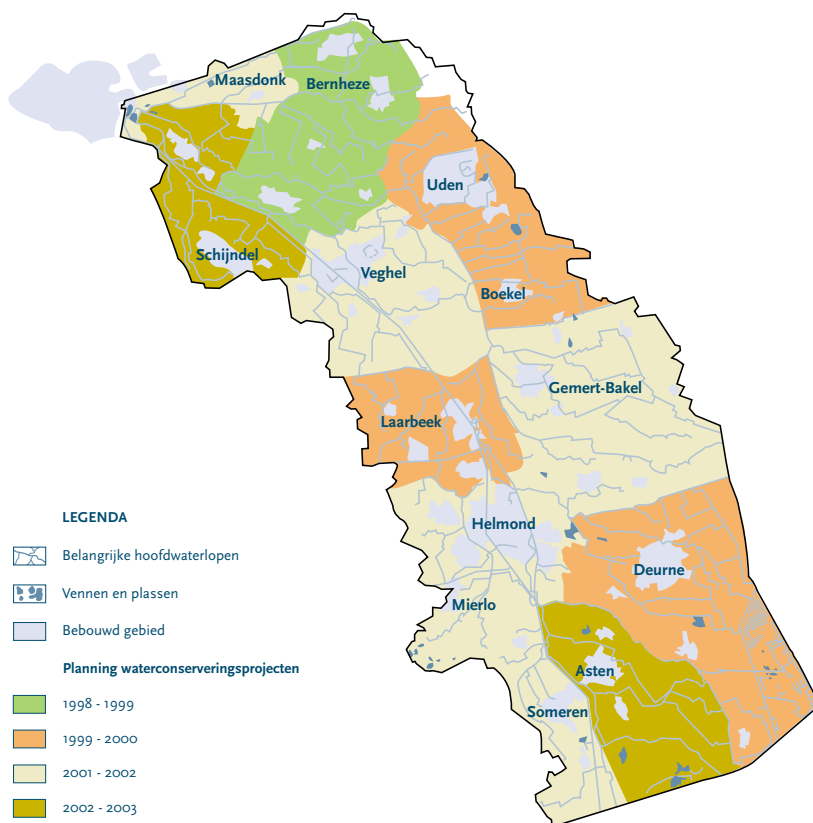 Maasdonk
Bernheze
Uden
Schijndel
Veghel
Boekel
Gemert-Bakel
Laarbeek
Helmond
Deurne
Mierlo
Asten
Someren
LEGENDA
Belangrijke hoofdwaterlopen
Vennen en plassen
Bebouwd gebied
Planning waterconserveringsprojecten
1998 - 1999
1999 - 2000
2001 - 2002
2002 - 2003